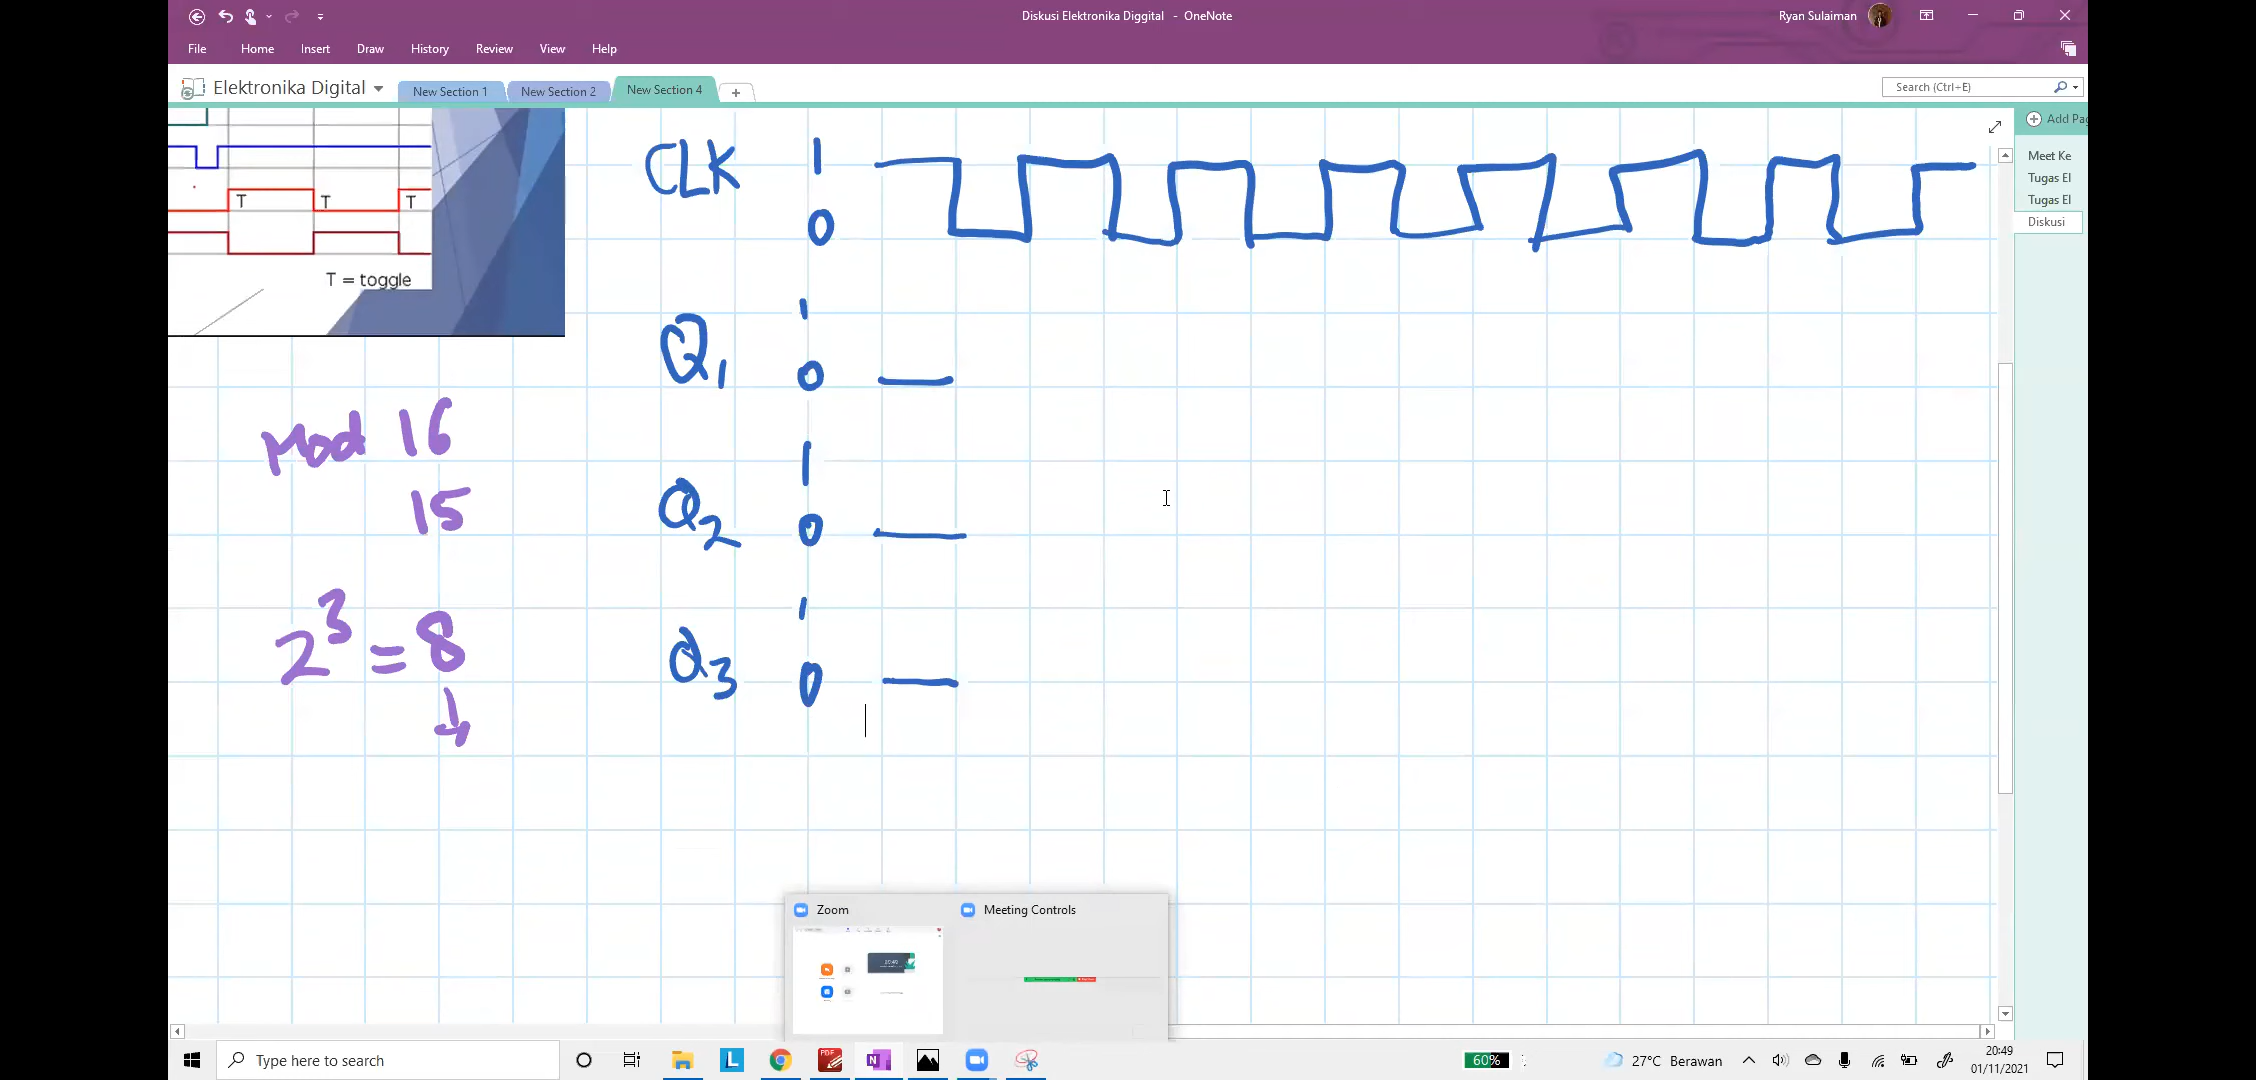 Diskusi Elektronika Diggital - OneNote
Ryan Sulaiman
File Home Insert Draw History Review View Help
Elektronika Digital
New Section 1
New Section 2
New Section 4
Search (Ctrl+E)
Add Pag
Meet Ke
Tugas El
Tugas El
Diskusi
T T T
T = toggle
CLK 1
0
1
Q1 0
1
Q2 0
1
Q3 0
Mod 16
15
2³ = 8
Zoom
Meeting Controls
Type here to search
L
PDF
N
60%
27°C Berawan
20:49
01/11/2021